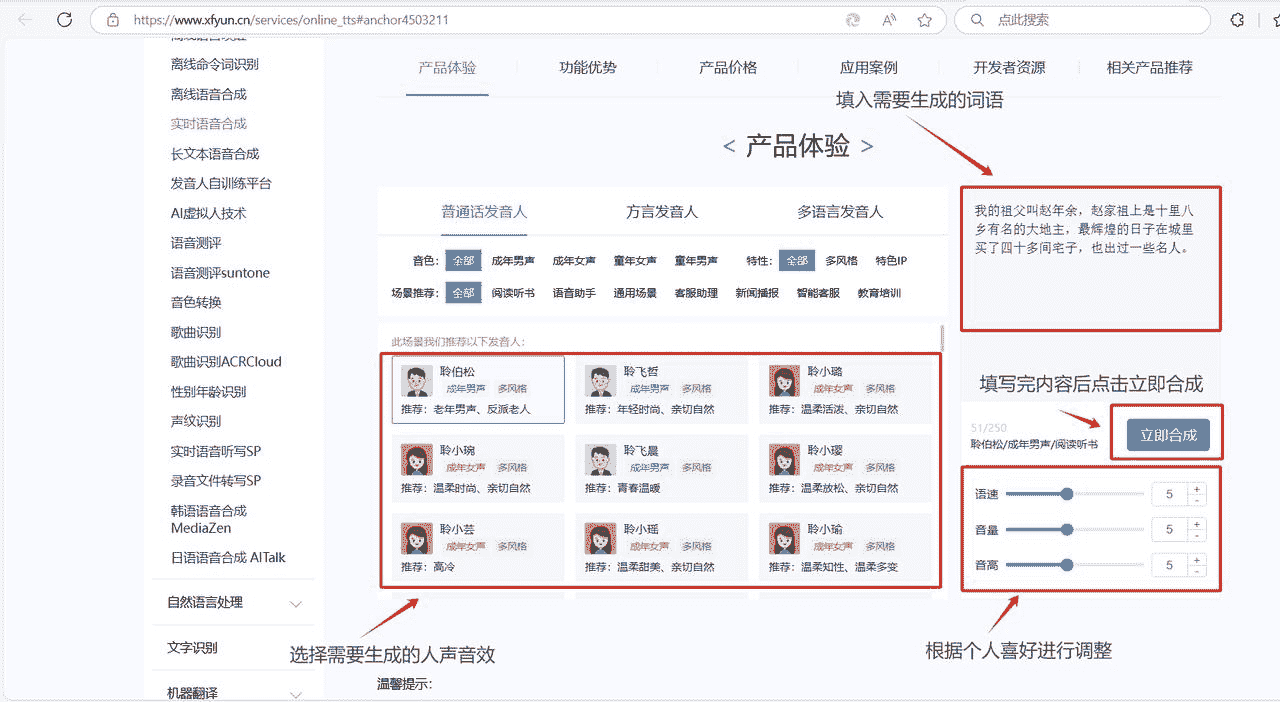 https://www.xfyun.cn/services/online_tts#anchor4503211
点此搜索
离线命令词识别
离线语音合成
实时语音合成
长文本语音合成
发音人自训练平台
AI虚拟人技术
语音测评
语音测评suntone
音色转换
歌曲识别
歌曲识别ACRCloud
性别年龄识别
声纹识别
实时语音听写SP
录音文件转写SP
韩语语音合成
MediaZen
日语语音合成 AITalk
自然语言处理
文字识别
机器翻译
产品体验 功能优势 产品价格 应用案例 开发者资源 相关产品推荐
填入需要生成的词语
< 产品体验 >
普通话发音人 方言发音人 多语言发音人
音色: 全部 成年男声 成年女声 童年女声 童年男声 特性: 全部 多风格 特色IP
场景推荐: 全部 阅读听书 语音助手 通用场景 客服助理 新闻播报 智能客服 教育培训
此场景我们推荐以下发音人:
聆伯松 聆飞哲 聆小璐
成年男声 多风格 成年男声 多风格 成年女声 多风格
推荐: 老年男声、反派老人 推荐: 年轻时尚、亲切自然 推荐: 温柔活泼、亲切自然
聆小琬 聆飞晨 聆小璎
成年女声 多风格 成年男声 多风格 成年女声 多风格
推荐: 温柔时尚、亲切自然 推荐: 青春温暖 推荐: 温柔放松、亲切自然
聆小芸 聆小瑶 聆小瑜
成年女声 多风格 成年女声 多风格 成年女声 多风格
推荐: 高冷 推荐: 温柔甜美、亲切自然 推荐: 温柔知性、温柔多变
选择需要生成的人声音效
温馨提示:
我的祖父叫赵年余，赵家祖上是十里八
乡有名的大地主，最辉煌的日子在城里
买了四十多间宅子，也出过一些名人。
填写完内容后点击立即合成
51/250
聆伯松/成年男声/阅读听书
立即合成
语速 5 + -
音量 5 + -
音高 5 + -
根据个人喜好进行调整